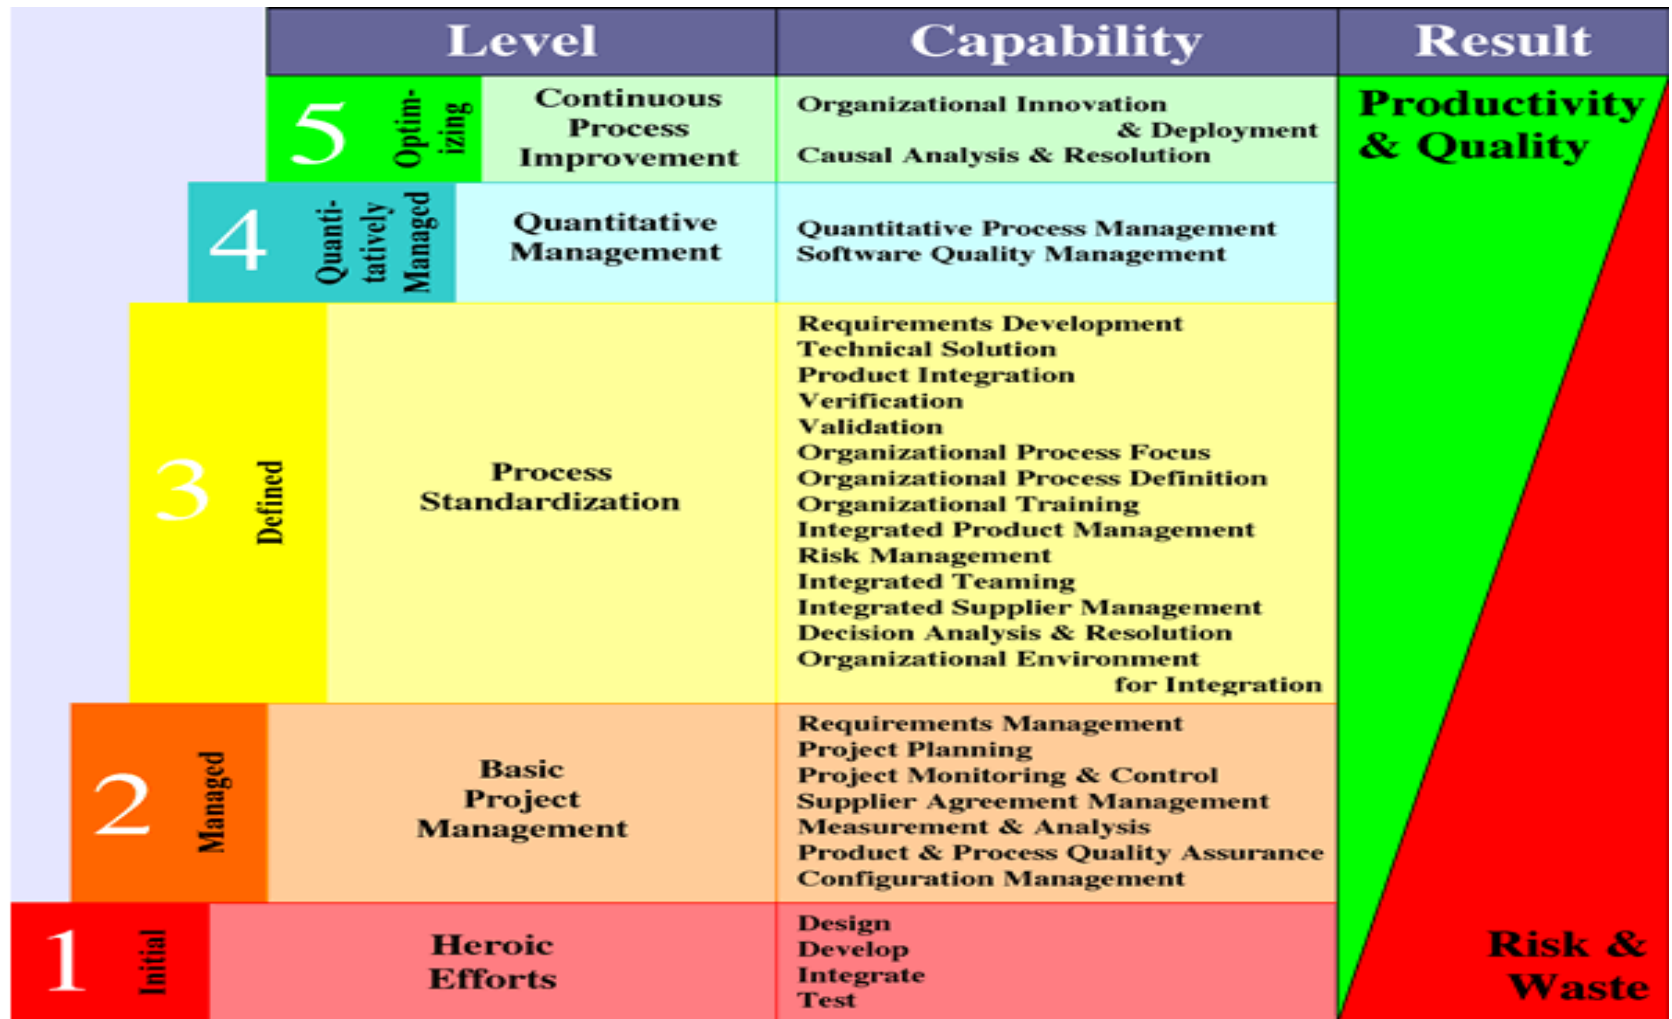 Level
Capability
Result
5
Optim-
izing
Continuous
Process
Improvement
Organizational Innovation
& Deployment
Causal Analysis & Resolution
Productivity
& Quality
4
Quanti-
tatively
Managed
Quantitative
Management
Quantitative Process Management
Software Quality Management
3
Defined
Process
Standardization
Requirements Development
Technical Solution
Product Integration
Verification
Validation
Organizational Process Focus
Organizational Process Definition
Organizational Training
Integrated Product Management
Risk Management
Integrated Teaming
Integrated Supplier Management
Decision Analysis & Resolution
Organizational Environment
for Integration
2
Managed
Basic
Project
Management
Requirements Management
Project Planning
Project Monitoring & Control
Supplier Agreement Management
Measurement & Analysis
Product & Process Quality Assurance
Configuration Management
1
Initial
Heroic
Efforts
Design
Develop
Integrate
Test
Risk &
Waste